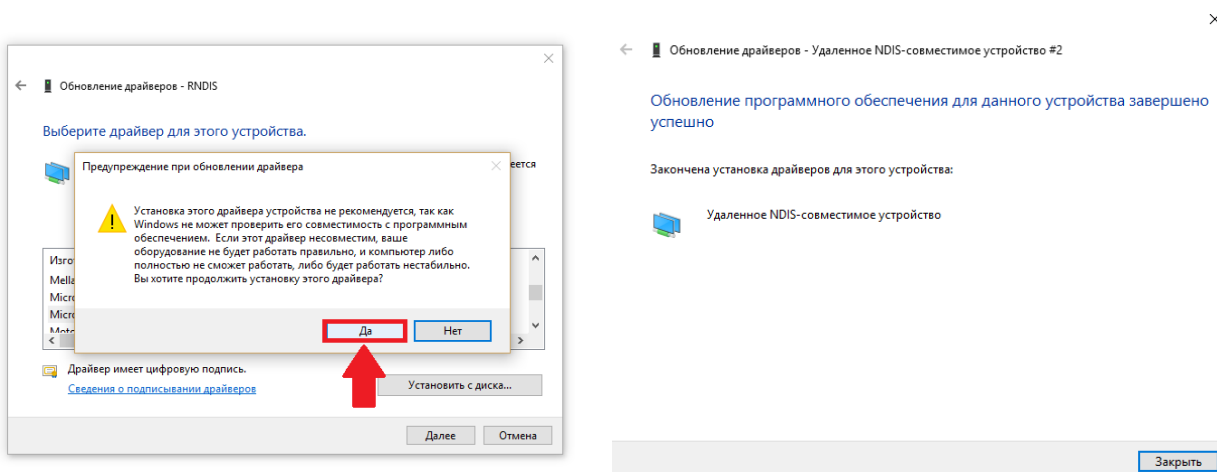 Обновление драйверов - RNDIS
Выберите драйвер для этого устройства.
еется
Предупреждение при обновлении драйвера
Установка этого драйвера устройства не рекомендуется, так как
Windows не может проверить его совместимость с программным
обеспечением. Если этот драйвер несовместим, ваше
оборудование не будет работать правильно, и компьютер либо
полностью не сможет работать, либо будет работать нестабильно.
Вы хотите продолжить установку этого драйвера?
Да
Нет
Изго
Mella
Micro
Micro
Moto
Драйвер имеет цифровую подпись.
Сведения о подписывании драйверов
Установить с диска...
Далее
Отмена
Обновление драйверов - Удаленное NDIS-совместимое устройство #2
Обновление программного обеспечения для данного устройства завершено
успешно
Закончена установка драйверов для этого устройства:
Удаленное NDIS-совместимое устройство
Закрыть